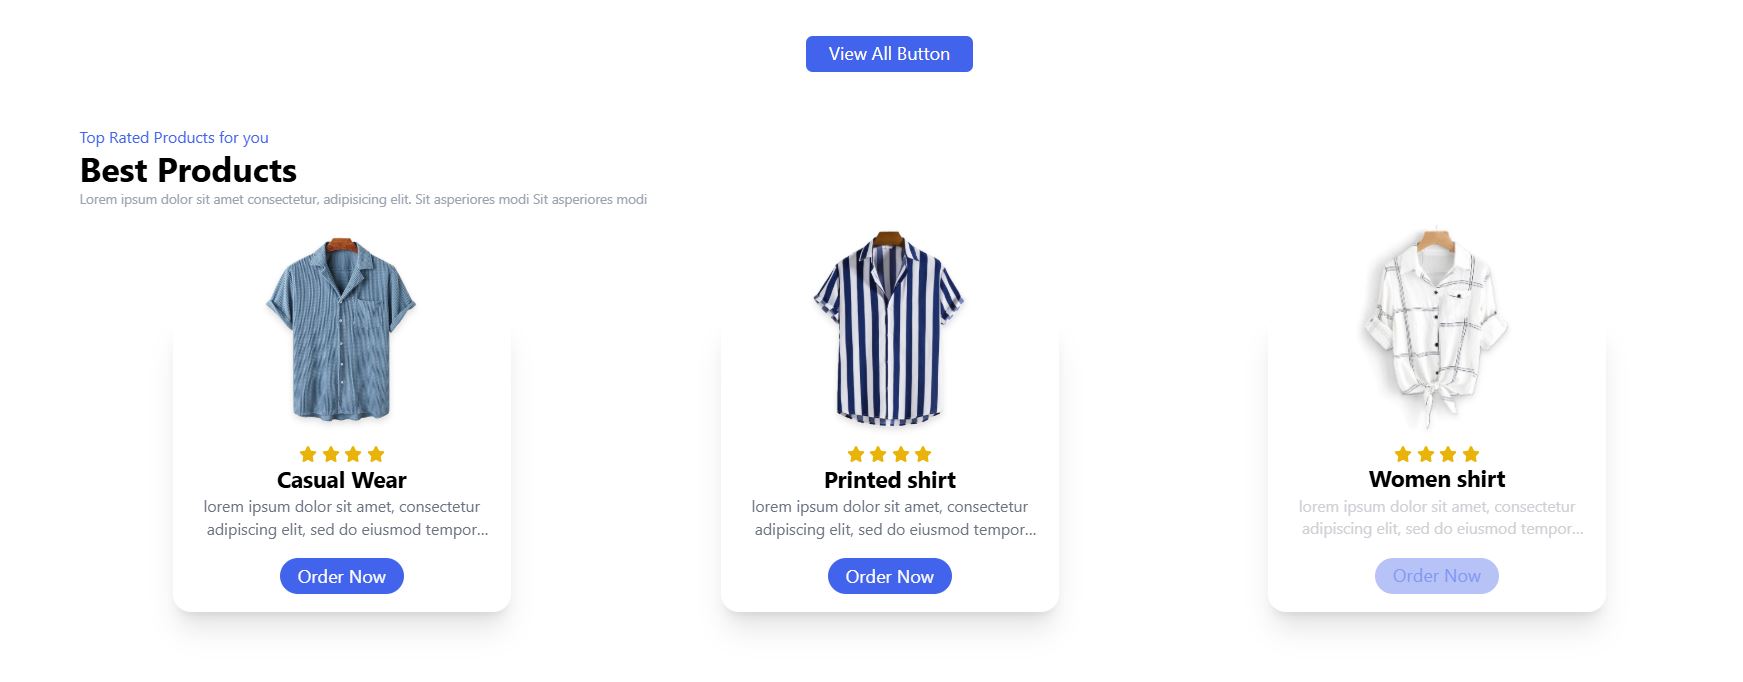 View All Button
Top Rated Products for you
Best Products
Lorem ipsum dolor sit amet consectetur, adipisicing elit. Sit asperiores modi Sit asperiores modi
Casual Wear
lorem ipsum dolor sit amet, consectetur
adipiscing elit, sed do eiusmod tempor...
Order Now
Printed shirt
lorem ipsum dolor sit amet, consectetur
adipiscing elit, sed do eiusmod tempor...
Order Now
Women shirt
lorem ipsum dolor sit amet, consectetur
adipiscing elit, sed do eiusmod tempor...
Order Now